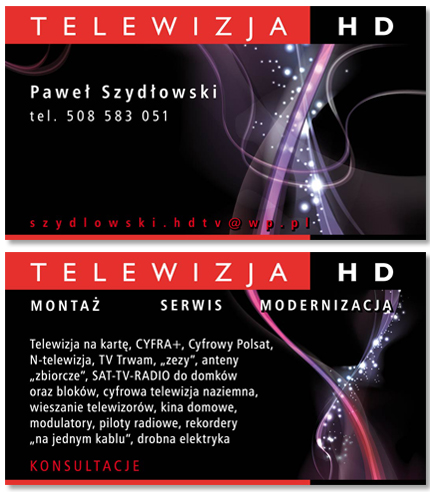 TELEWIZJA HD
Paweł Szydłowski
tel. 508 583 051
szydlowski.hdtv@wp.pl
TELEWIZJA HD
MONTAŻ SERWIS MODERNIZACJĄ
Telewizja na kartę, CYFRA+, Cyfrowy Polsat,
N-telewizja, TV Trwam, „zezy”, anteny
„zbiorcze”, SAT-TV-RADIO do domków
oraz bloków, cyfrowa telewizja naziemna,
wieszanie telewizorów, kina domowe,
modulatory, piloty radiowe, rekordery
„na jednym kablu”, drobna elektryka
KONSULTACJE